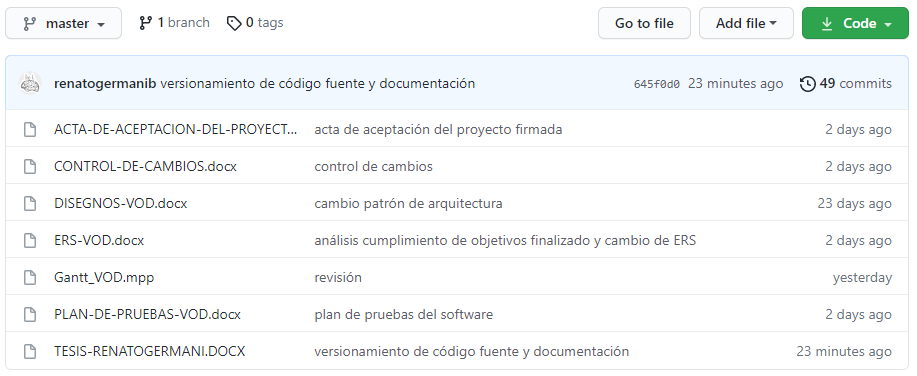 master 1 branch 0 tags Go to file Add file Code
renatogermanib versionamiento de código fuente y documentación 645f0d0 23 minutes ago 49 commits
ACTA-DE-ACEPTACION-DEL-PROYECT... acta de aceptación del proyecto firmada 2 days ago
CONTROL-DE-CAMBIOS.docx control de cambios 2 days ago
DISEGNOS-VOD.docx cambio patrón de arquitectura 23 days ago
ERS-VOD.docx análisis cumplimiento de objetivos finalizado y cambio de ERS 2 days ago
Gantt_VOD.mpp revisión yesterday
PLAN-DE-PRUEBAS-VOD.docx plan de pruebas del software 2 days ago
TESIS-RENATOGERMANI.DOCX versionamiento de código fuente y documentación 23 minutes ago